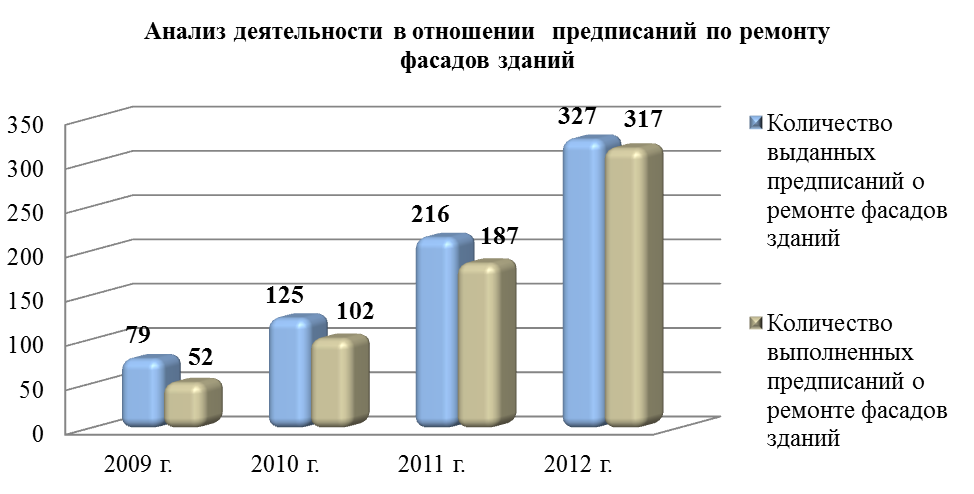 Анализ деятельности в отношении предписаний по ремонту
фасадов зданий
350
300
250
200
150
100
50
0
79
52
125
102
216
187
327
317
2009 г.
2010 г.
2011 г.
2012 г.
Количество
выданных
предписаний о
ремонте фасадов
зданий
Количество
выполненных
предписаний о
ремонте фасадов
зданий